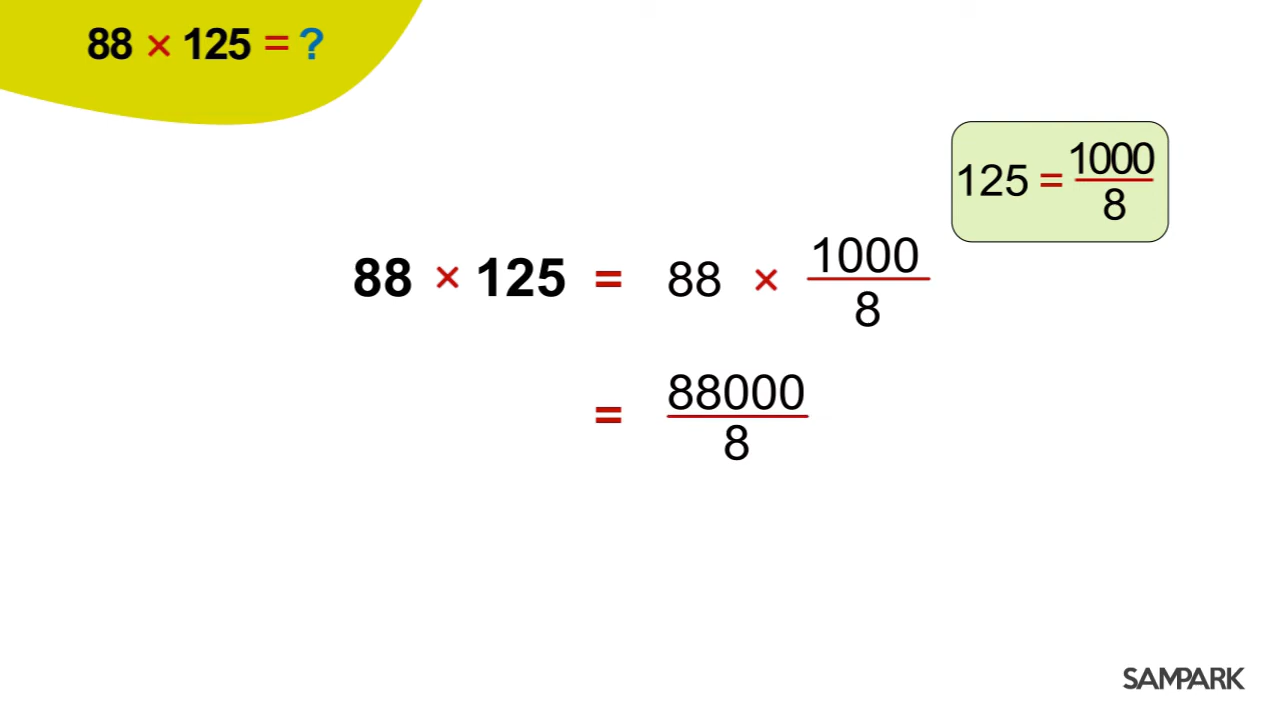 88 × 125 = ?
125 = 1000/8
88 × 125 = 88 × 1000/8
= 88000/8
SAMPARK